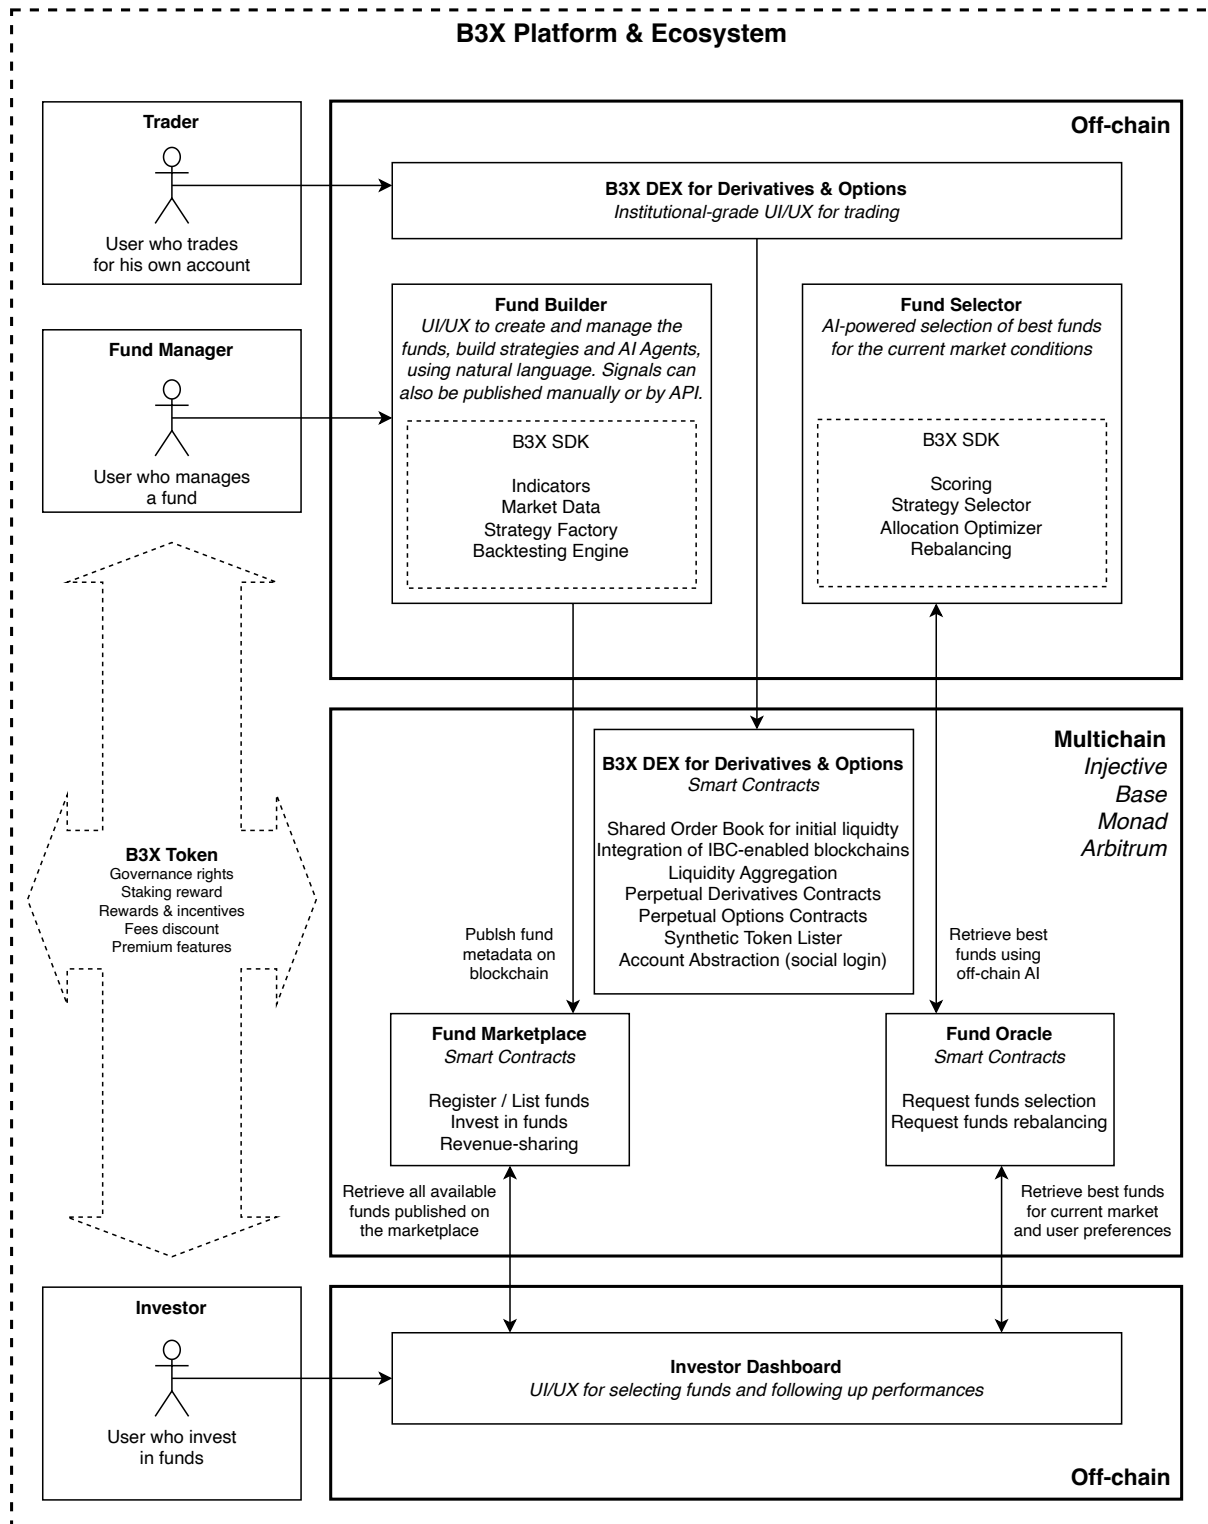 B3X Platform & Ecosystem
Trader
User who trades
for his own account
Off-chain
B3X DEX for Derivatives & Options
Institutional-grade UI/UX for trading
Fund Manager
User who manages
a fund
Fund Builder
UI/UX to create and manage the
funds, build strategies and AI Agents,
using natural language. Signals can
also be published manually or by API.
B3X SDK
Indicators
Market Data
Strategy Factory
Backtesting Engine
Fund Selector
AI-powered selection of best funds
for the current market conditions
B3X SDK
Scoring
Strategy Selector
Allocation Optimizer
Rebalancing
Multichain
Injective
Base
Monad
Arbitrum
B3X DEX for Derivatives & Options
Smart Contracts
Shared Order Book for initial liquidty
Integration of IBC-enabled blockchains
Liquidity Aggregation
Perpetual Derivatives Contracts
Perpetual Options Contracts
Synthetic Token Lister
Account Abstraction (social login)
B3X Token
Governance rights
Staking reward
Rewards & incentives
Fees discount
Premium features
Publsh fund
metadata on
blockchain
Retrieve best
funds using
off-chain AI
Fund Marketplace
Smart Contracts
Register / List funds
Invest in funds
Revenue-sharing
Fund Oracle
Smart Contracts
Request funds selection
Request funds rebalancing
Retrieve all available
funds published on
the marketplace
Retrieve best funds
for current market
and user preferences
Investor
User who invest
in funds
Investor Dashboard
UI/UX for selecting funds and following up performances
Off-chain